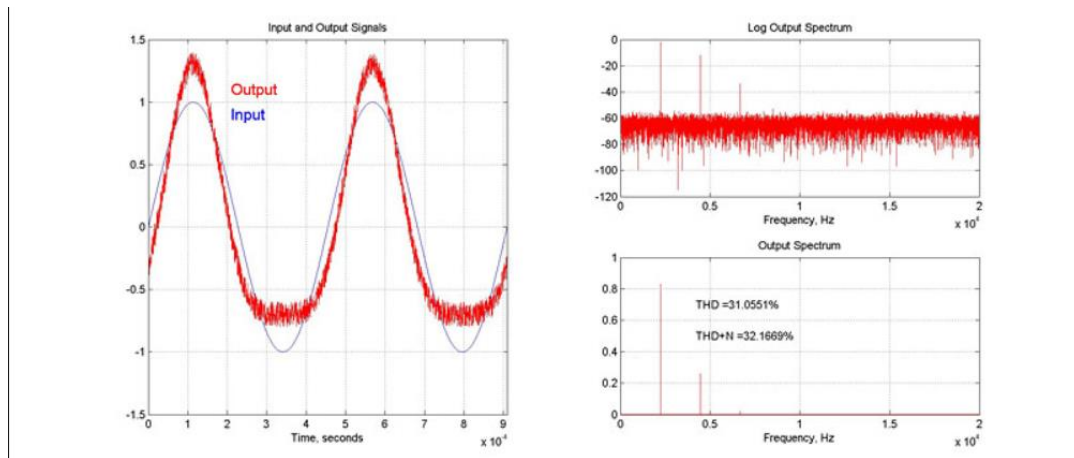 Input and Output Signals
1.5
1
0.5
0
-0.5
-1
-1.5
Output
Input
0 1 2 3 4 5 6 7 8 9
Time, seconds
x 10⁻⁴
Log Output Spectrum
0
-20
-40
-60
-80
-100
-120
0 0.5 1 1.5 2
Frequency, Hz
x 10⁴
Output Spectrum
1
0.8
0.6
0.4
0.2
0
THD =31.0551%
THD+N =32.1669%
0 0.5 1 1.5 2
Frequency, Hz
x 10⁴